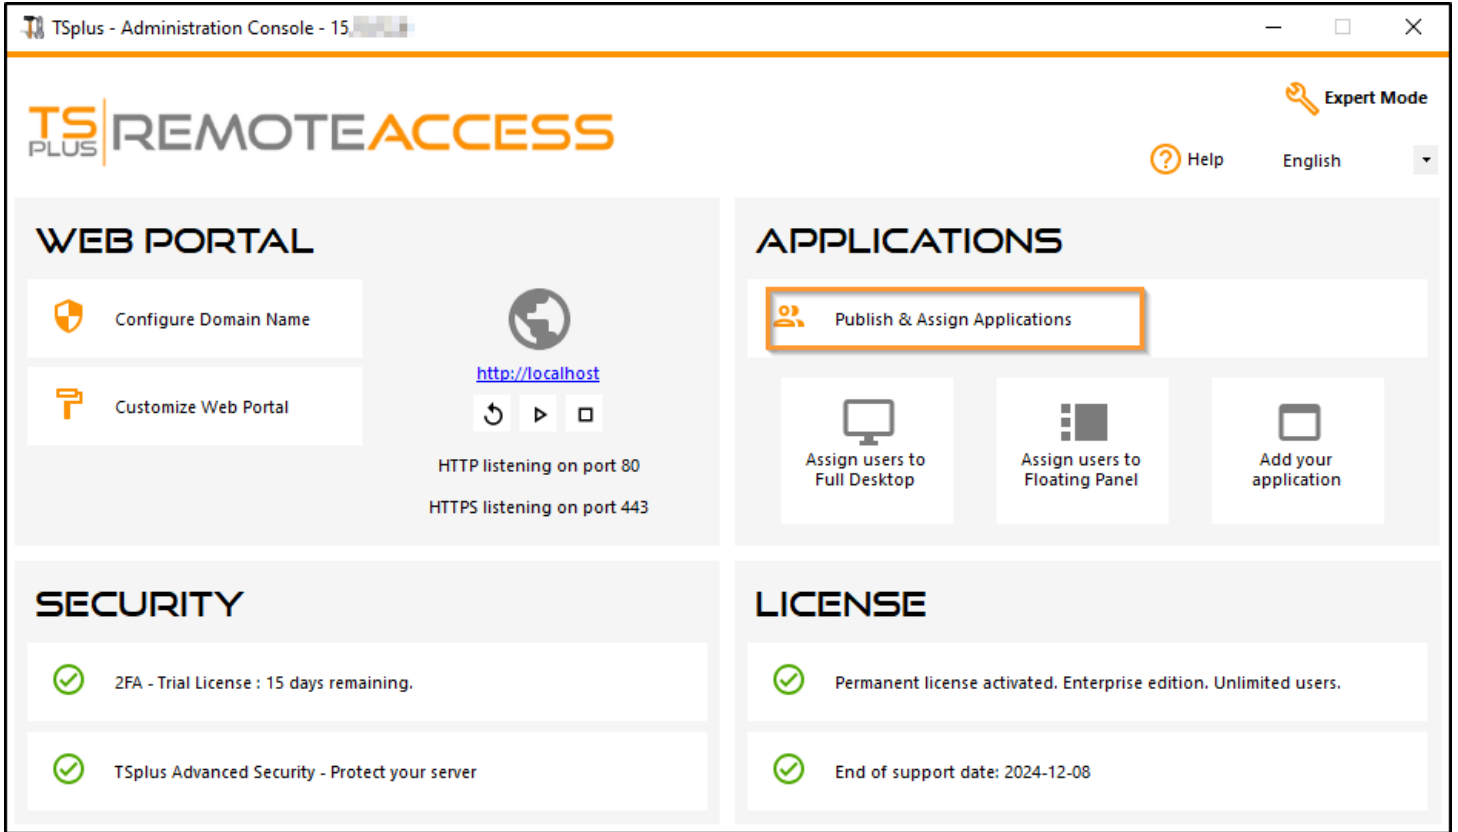 TSplus - Administration Console - 15.
Expert Mode
TS PLUS REMOTEACCESS
Help
English
WEB PORTAL
Configure Domain Name
Customize Web Portal
http://localhost
HTTP listening on port 80
HTTPS listening on port 443
APPLICATIONS
Publish & Assign Applications
Assign users to
Full Desktop
Assign users to
Floating Panel
Add your
application
SECURITY
2FA - Trial License : 15 days remaining.
TSplus Advanced Security - Protect your server
LICENSE
Permanent license activated. Enterprise edition. Unlimited users.
End of support date: 2024-12-08